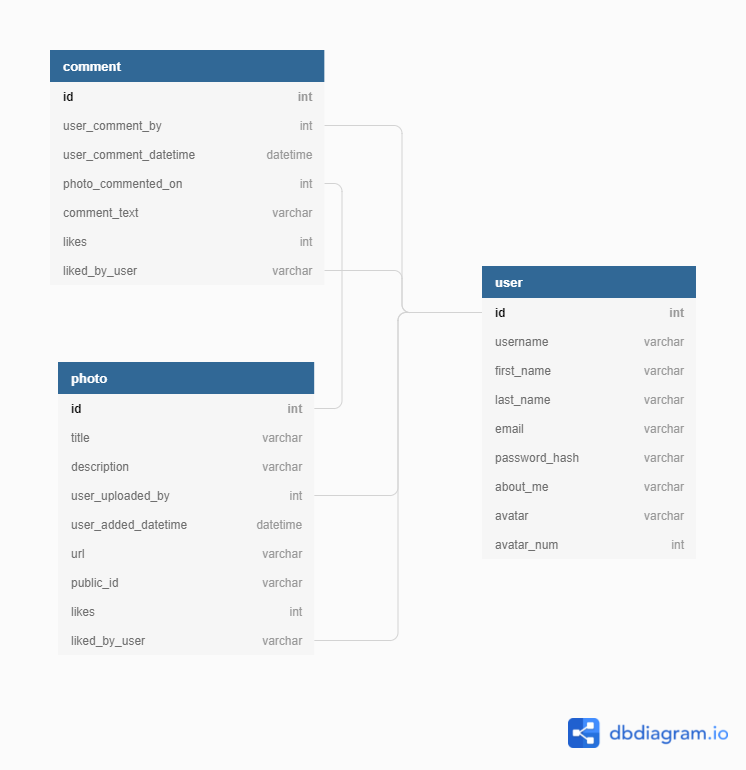 comment
id int
user_comment_by int
user_comment_datetime datetime
photo_commented_on int
comment_text varchar
likes int
liked_by_user varchar
photo
id int
title varchar
description varchar
user_uploaded_by int
user_added_datetime datetime
url varchar
public_id varchar
likes int
liked_by_user varchar
user
id int
username varchar
first_name varchar
last_name varchar
email varchar
password_hash varchar
about_me varchar
avatar varchar
avatar_num int
dbdiagram.io